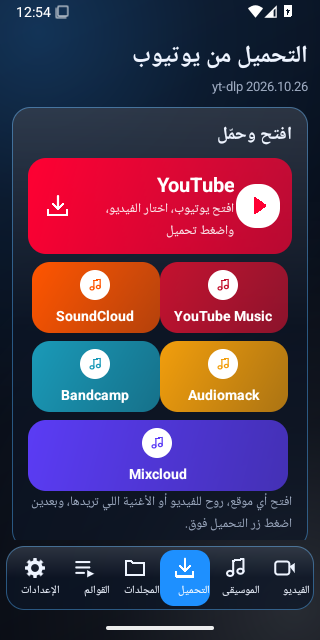 12:54
التحميل من يوتيوب
yt-dlp 2026.10.26
افتح وحمّل
YouTube
افتح يوتيوب، اختار الفيديو،
واضغط تحميل
YouTube Music
SoundCloud
Audiomack
Bandcamp
Mixcloud
افتح أي موقع، روح للفيديو أو الأغنية اللي تريدها، وبعدين
اضغط زر التحميل فوق.
الفيديو
الموسيقى
التحميل
المجلدات
القوائم
الإعدادات